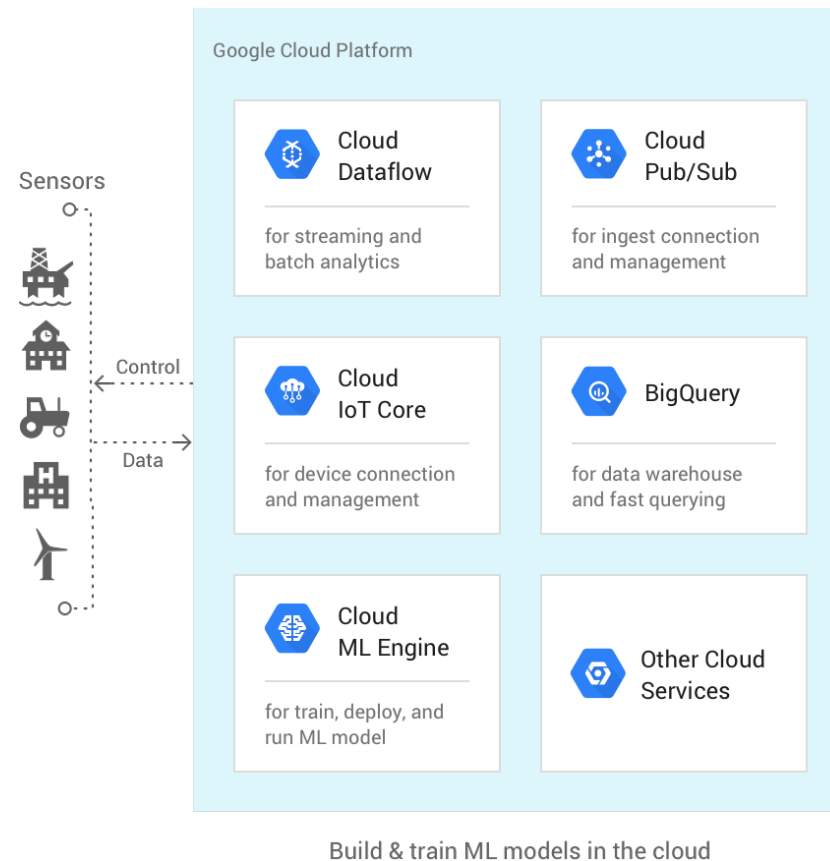 Google Cloud Platform
Sensors
Control
Data
Cloud
Dataflow
for streaming and
batch analytics
Cloud
Pub/Sub
for ingest connection
and management
Cloud
IoT Core
for device connection
and management
BigQuery
for data warehouse
and fast querying
Cloud
ML Engine
for train, deploy, and
run ML model
Other Cloud
Services
Build & train ML models in the cloud